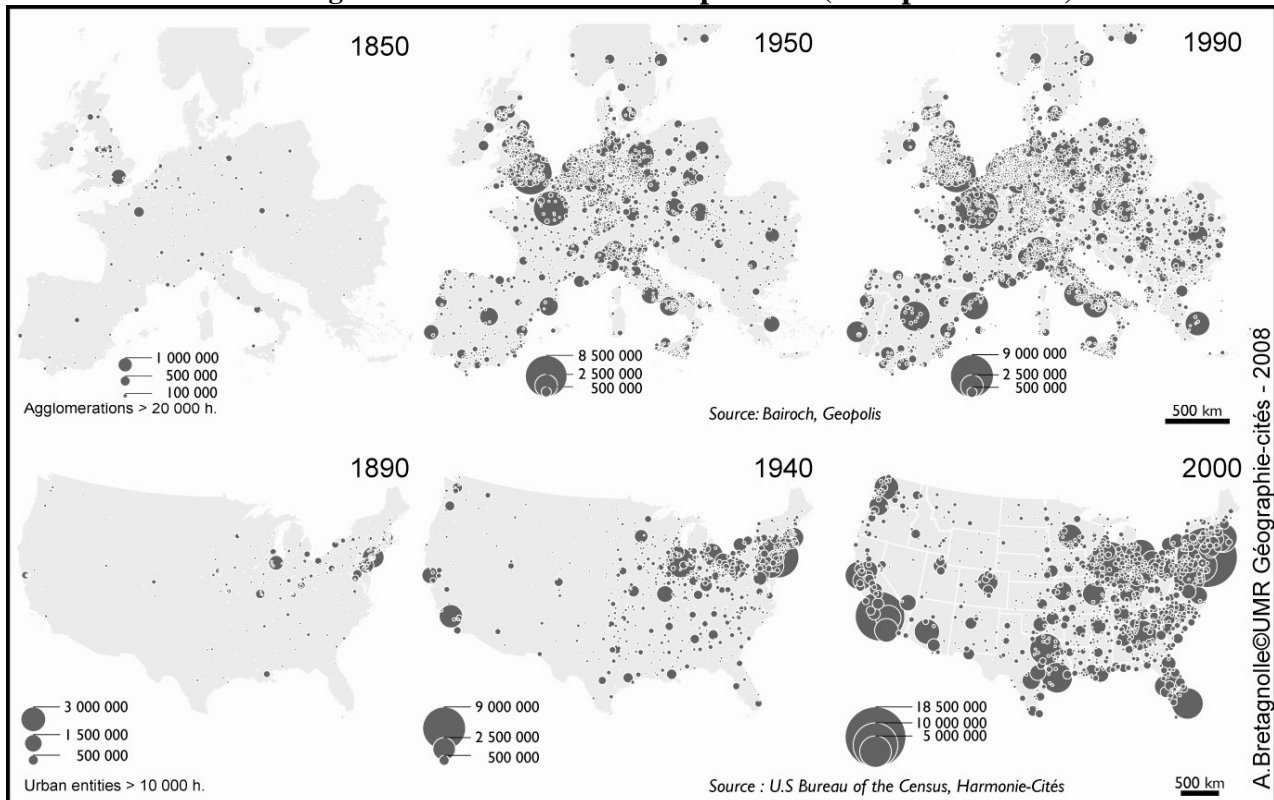 1850
1950
1990
1 000 000
500 000
100 000
Agglomerations > 20 000 h.
8 500 000
2 500 000
500 000
9 000 000
2 500 000
500 000
Source: Bairoch, Geopolis
500 km
1890
1940
2000
3 000 000
1 500 000
500 000
Urban entities > 10 000 h.
9 000 000
2 500 000
500 000
18 500 000
10 000 000
5 000 000
Source : U.S Bureau of the Census, Harmonie-Cités
500 km
A.Bretagnolle©UMR Géographie-cités - 2008